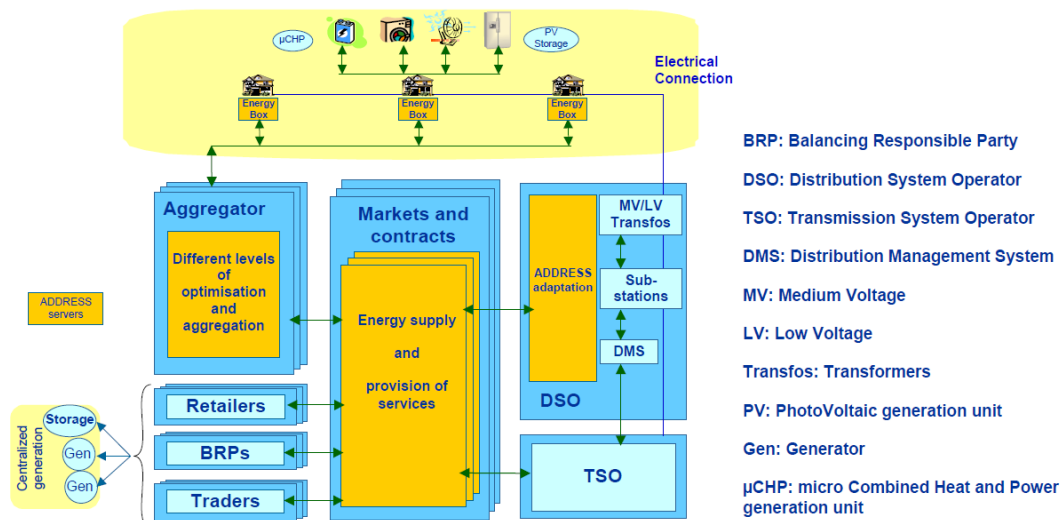 µCHP
PV
Storage
Electrical
Connection
Energy
Box
Energy
Box
Energy
Box
Aggregator
Different levels
of
optimisation
and
aggregation
Markets and
contracts
Energy supply
and
provision of
services
ADDRESS
adaptation
MV/LV
Transfos
Sub-
stations
DMS
DSO
TSO
ADDRESS
servers
Retailers
BRPs
Traders
Centralized
generation
Storage
Gen
Gen
BRP: Balancing Responsible Party
DSO: Distribution System Operator
TSO: Transmission System Operator
DMS: Distribution Management System
MV: Medium Voltage
LV: Low Voltage
Transfos: Transformers
PV: PhotoVoltaic generation unit
Gen: Generator
µCHP: micro Combined Heat and Power
generation unit